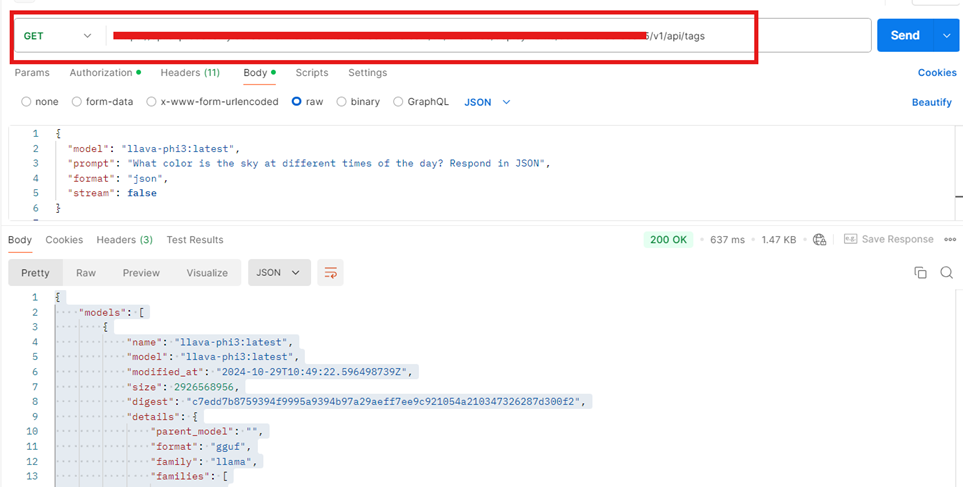 GET 5/v1/api/tags Send
Params Authorization Headers (11) Body Scripts Settings Cookies
none form-data x-www-form-urlencoded raw binary GraphQL JSON Beautify
1 {
2 "model": "llava-phi3:latest",
3 "prompt": "What color is the sky at different times of the day? Respond in JSON",
4 "format": "json",
5 "stream": false
6 }
Body Cookies Headers (3) Test Results 200 OK 637 ms 1.47 KB Save Response
Pretty Raw Preview Visualize JSON
1 {
2 "models": [
3 {
4 "name": "llava-phi3:latest",
5 "model": "llava-phi3:latest",
6 "modified_at": "2024-10-29T10:49:22.596498739Z",
7 "size": 2926568956,
8 "digest": "c7edd7b8759394f9995a9394b97a29aeff7ee9c921054a210347326287d300f2",
9 "details": {
10 "parent_model": "",
11 "format": "gguf",
12 "family": "llama",
13 "families": [